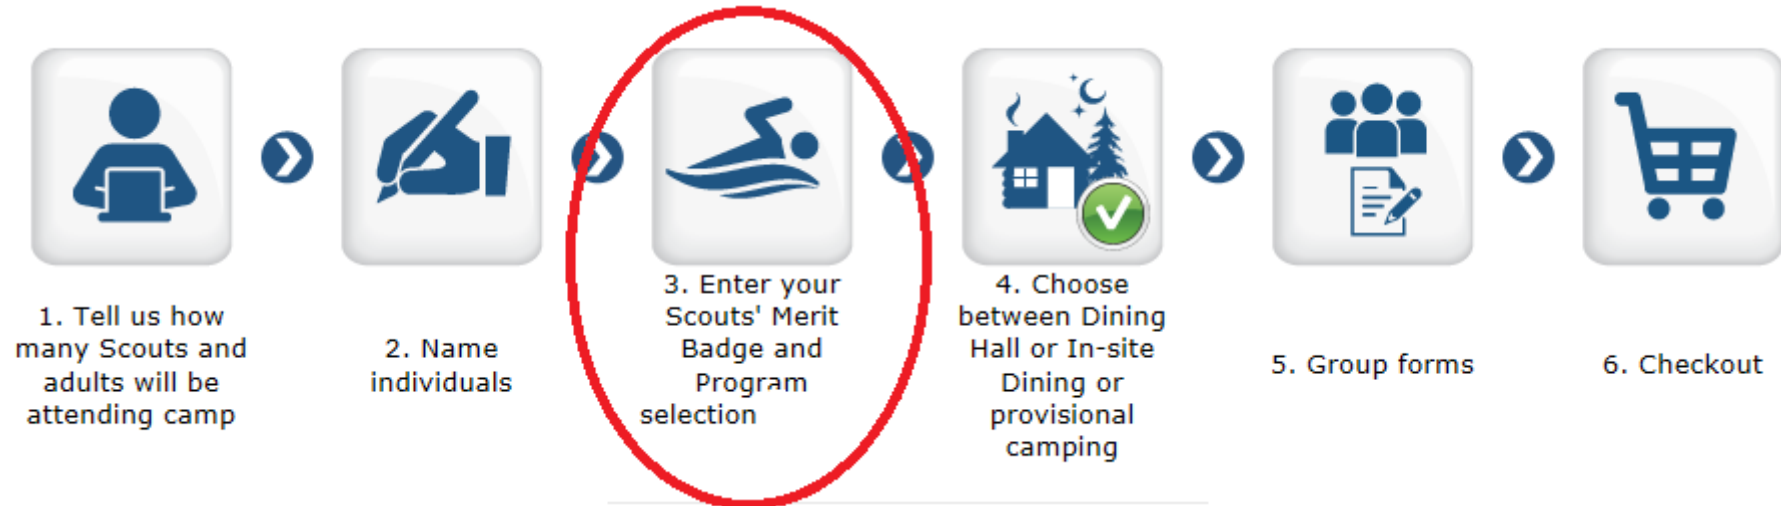 1. Tell us how
many Scouts and
adults will be
attending camp
2. Name
individuals
3. Enter your
Scouts' Merit
Badge and
Program
selection
4. Choose
between Dining
Hall or In-site
Dining or
provisional
camping
5. Group forms
6. Checkout